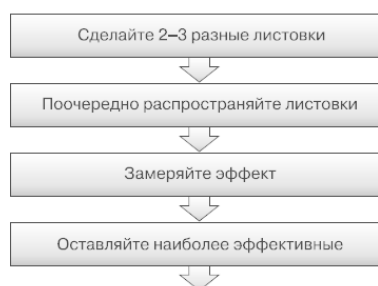 Сделайте 2–3 разные листовки
Поочередно распространяйте листовки
Замеряйте эффект
Оставляйте наиболее эффективные